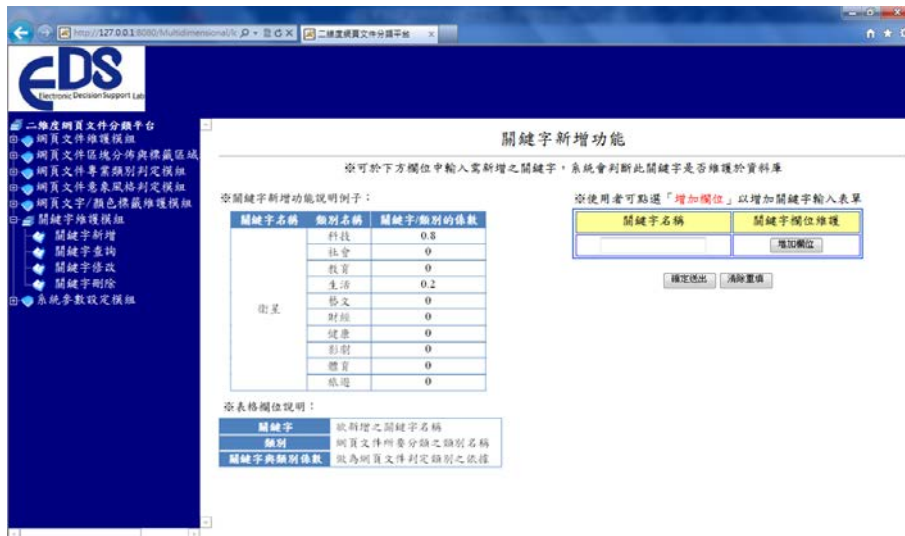 http://127.0.0.1:8080/Multidimensional/k
二維度網頁文件分類平台
EDS
Electronic Decision Support Lab
二維度網頁文件分類平台
網頁文件維護模組
網頁文件區塊分佈與標籤區域
網頁文件專業類別判定模組
網頁文件意象風格判定模組
網頁文字/顏色標籤維護模組
關鍵字維護模組
關鍵字新增
關鍵字查詢
關鍵字修改
關鍵字刪除
系統參數設定模組
關鍵字新增功能
※可於下方欄位中輸入需新增之關鍵字,系統會判斷此關鍵字是否維護於資料庫
※關鍵字新增功能說明例子:
關鍵字名稱 類別名稱 關鍵字/類別的係數
衛星
科技 0.8
社會 0
教育 0
生活 0.2
藝文 0
財經 0
健康 0
影劇 0
體育 0
旅遊 0
※表格欄位說明:
關鍵字 欲新增之關鍵字名稱
類別 網頁文件所要分類之類別名稱
關鍵字與類別係數 做為網頁文件判定類別之依據
※使用者可點選「增加欄位」以增加關鍵字輸入表單
關鍵字名稱 關鍵字欄位維護
增加欄位
確定送出 清除重填